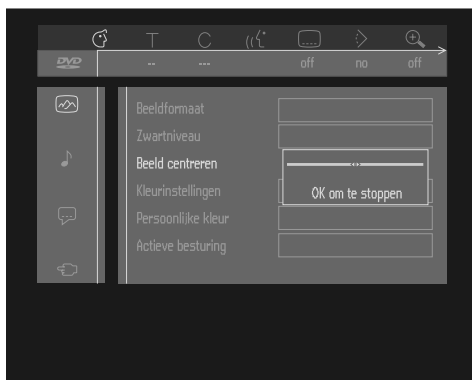 T C
DVD -- --- off no off
Beeldformaat
Zwartniveau
Beeld centreren
Kleurinstellingen
OK om te stoppen
Persoonlijke kleur
Actieve besturing